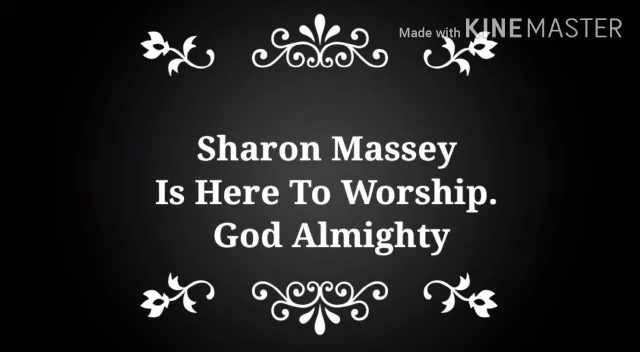 Made with KINEMASTER
Sharon Massey
Is Here To Worship.
God Almighty